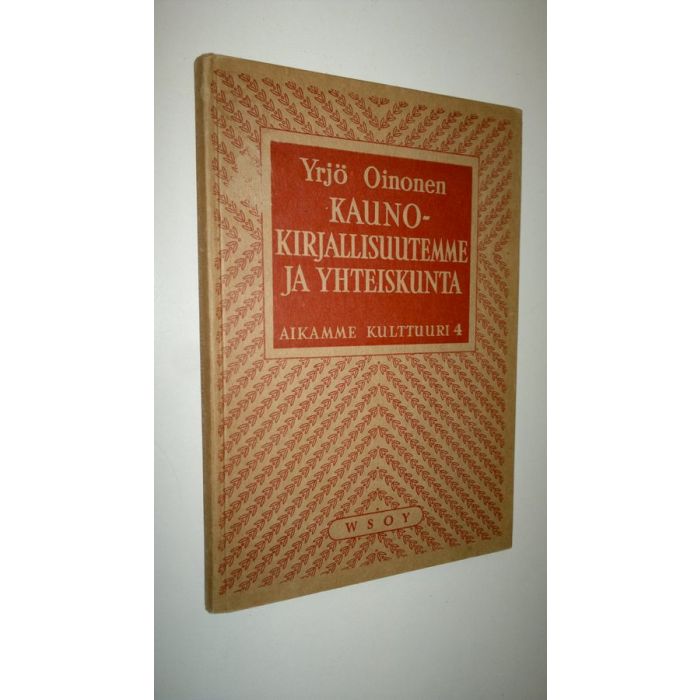 Yrjö Oinonen
KAUNO-
KIRJALLISUUTEMME
JA YHTEISKUNTA
AIKAMME KULTTUURI 4
WSOY